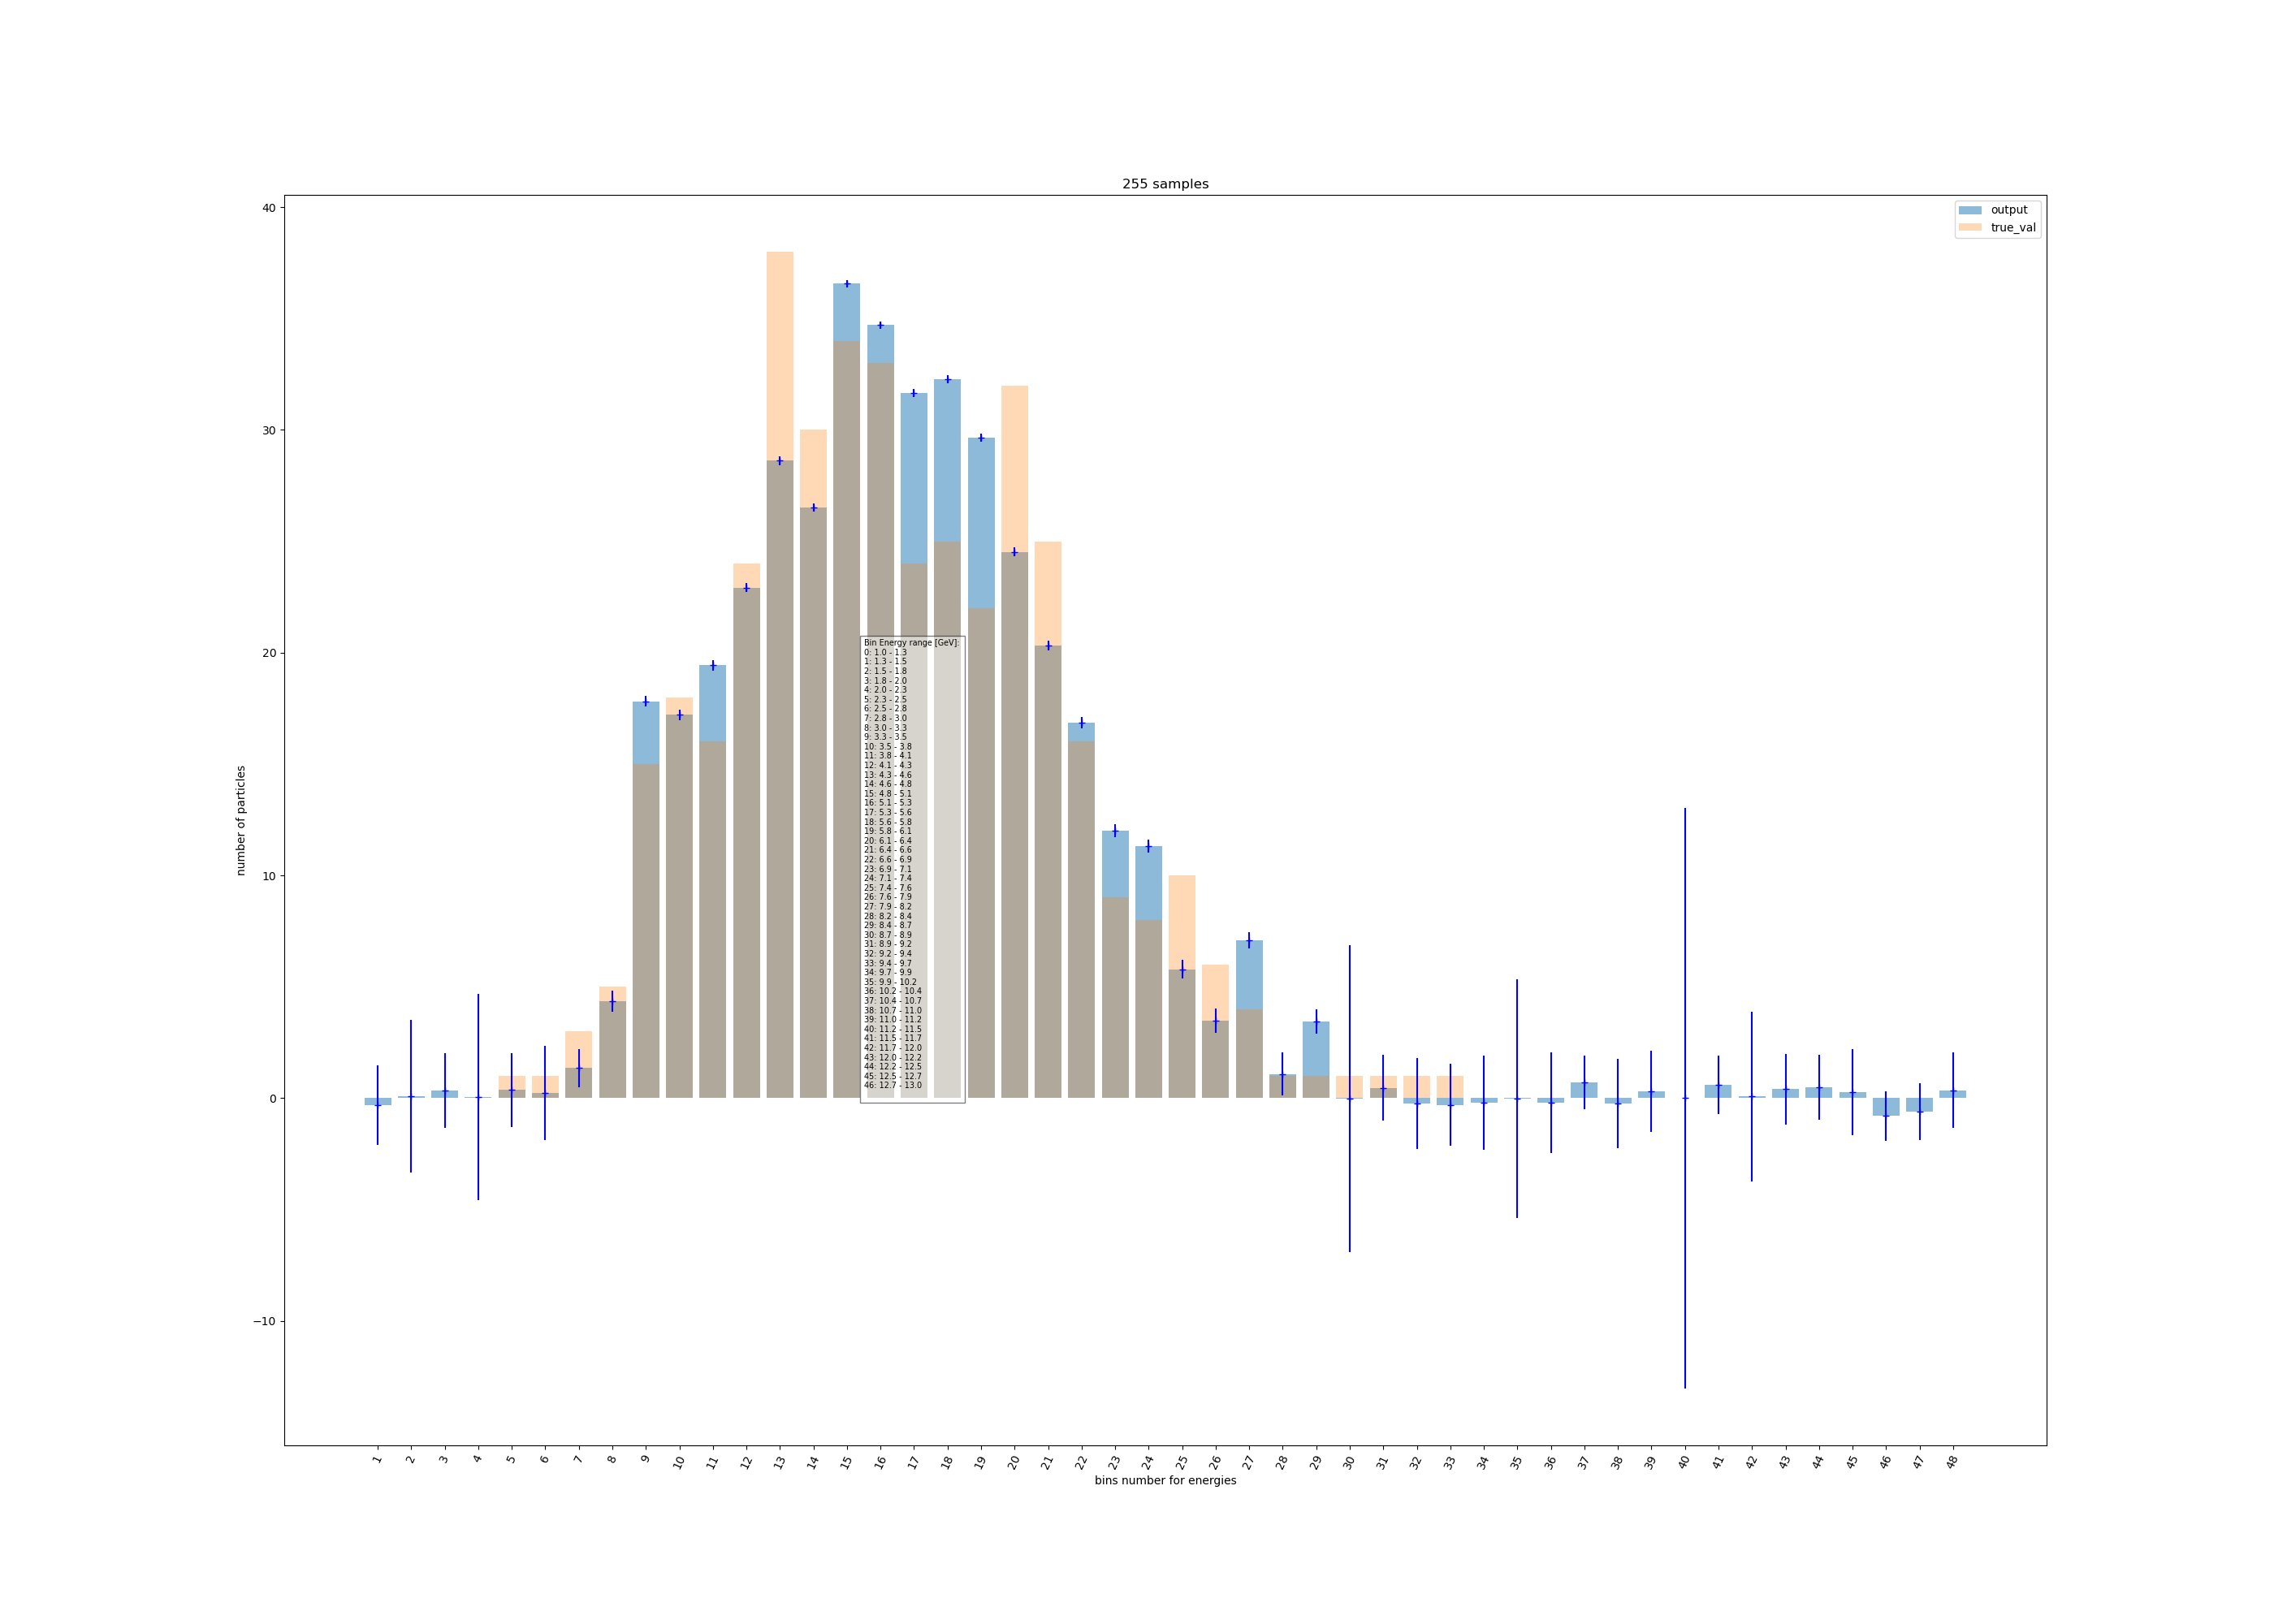 255 samples
output
true_val
40
30
20
10
0
−10
number of particles
Bin Energy range [GeV]:
0: 1.0 - 1.3
1: 1.3 - 1.5
2: 1.5 - 1.8
3: 1.8 - 2.0
4: 2.0 - 2.3
5: 2.3 - 2.5
6: 2.5 - 2.8
7: 2.8 - 3.0
8: 3.0 - 3.3
9: 3.3 - 3.5
10: 3.5 - 3.8
11: 3.8 - 4.1
12: 4.1 - 4.3
13: 4.3 - 4.6
14: 4.6 - 4.8
15: 4.8 - 5.1
16: 5.1 - 5.3
17: 5.3 - 5.6
18: 5.6 - 5.8
19: 5.8 - 6.1
20: 6.1 - 6.4
21: 6.4 - 6.6
22: 6.6 - 6.9
23: 6.9 - 7.1
24: 7.1 - 7.4
25: 7.4 - 7.6
26: 7.6 - 7.9
27: 7.9 - 8.2
28: 8.2 - 8.4
29: 8.4 - 8.7
30: 8.7 - 8.9
31: 8.9 - 9.2
32: 9.2 - 9.4
33: 9.4 - 9.7
34: 9.7 - 9.9
35: 9.9 - 10.2
36: 10.2 - 10.4
37: 10.4 - 10.7
38: 10.7 - 11.0
39: 11.0 - 11.2
40: 11.2 - 11.5
41: 11.5 - 11.7
42: 11.7 - 12.0
43: 12.0 - 12.2
44: 12.2 - 12.5
45: 12.5 - 12.7
46: 12.7 - 13.0
1 2 3 4 5 6 7 8 9 10 11 12 13 14 15 16 17 18 19 20 21 22 23 24 25 26 27 28 29 30 31 32 33 34 35 36 37 38 39 40 41 42 43 44 45 46 47 48
bins number for energies